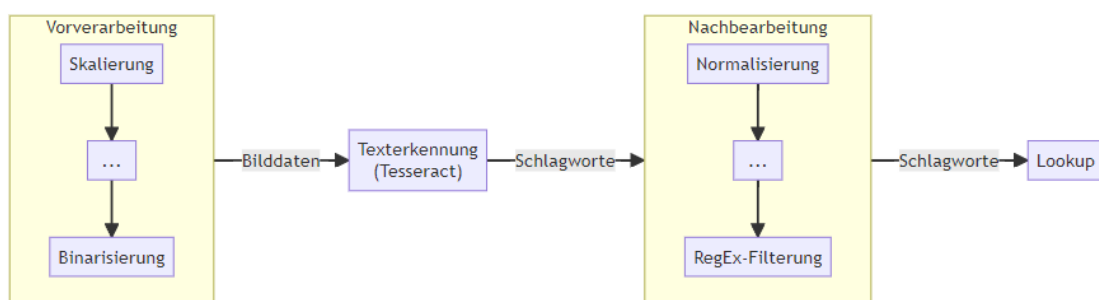 Vorverarbeitung
Skalierung
...
Binarisierung
Bilddaten
Texterkennung
(Tesseract)
Schlagworte
Nachbearbeitung
Normalisierung
...
RegEx-Filterung
Schlagworte
Lookup